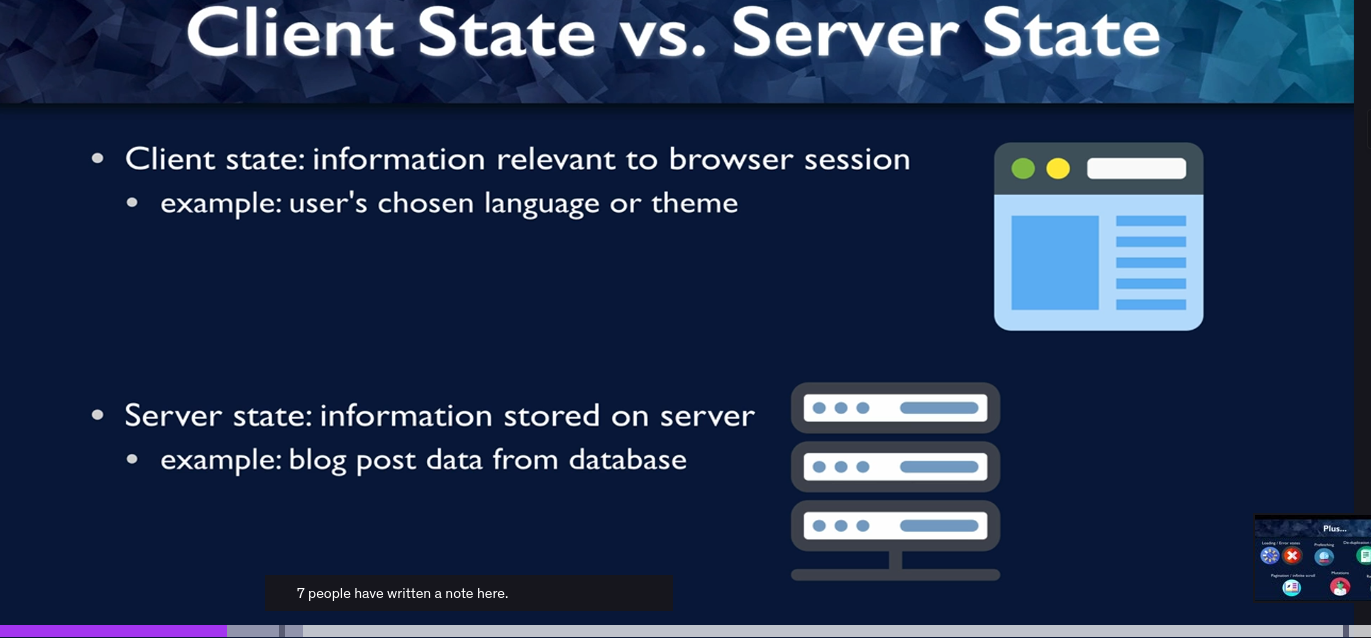 Client State vs. Server State
Client state: information relevant to browser session
example: user's chosen language or theme
Server state: information stored on server
example: blog post data from database
7 people have written a note here.
Plus...
Loading / Error states
Prefetching
Pagination / infinite scroll
Mutations